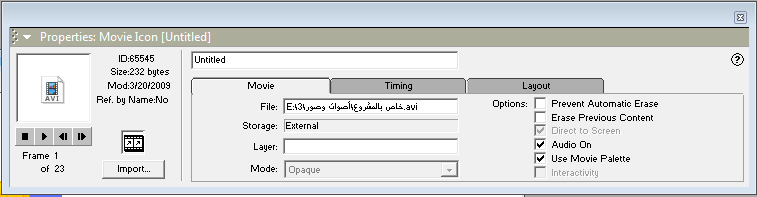 Properties: Movie Icon [Untitled]
ID:65545
Size:232 bytes
Mod:3/20/2009
Ref. by Name:No
AVI
Frame 1
of 23
Import...
Untitled
Movie
Timing
Layout
File: E:\3\خاص بالمشروع\أصوات وصور.avi
Storage: External
Layer:
Mode: Opaque
Options:
Prevent Automatic Erase
Erase Previous Content
Direct to Screen
Audio On
Use Movie Palette
Interactivity